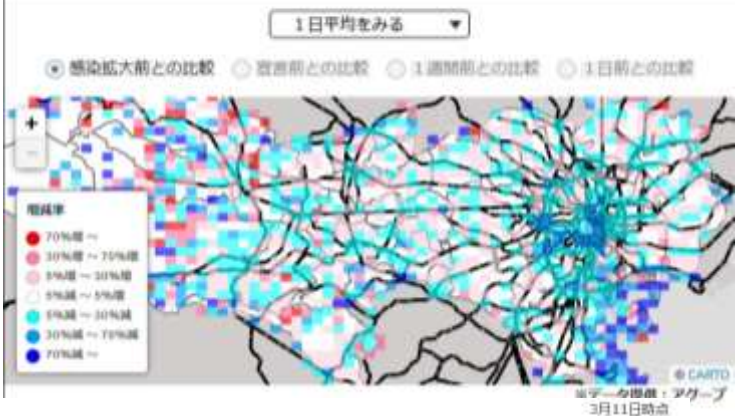 1日平均をみる ▼
感染拡大前との比較 宣言前との比較 1週間前との比較 1日前との比較
+
−
増減率
70%増 ～
30%増 ～ 70%増
5%増 ～ 30%増
5%減 ～ 5%増
5%減 ～ 30%減
30%減 ～ 70%減
70%減 ～
© CARTO
※データ提供：アグープ
3月11日時点